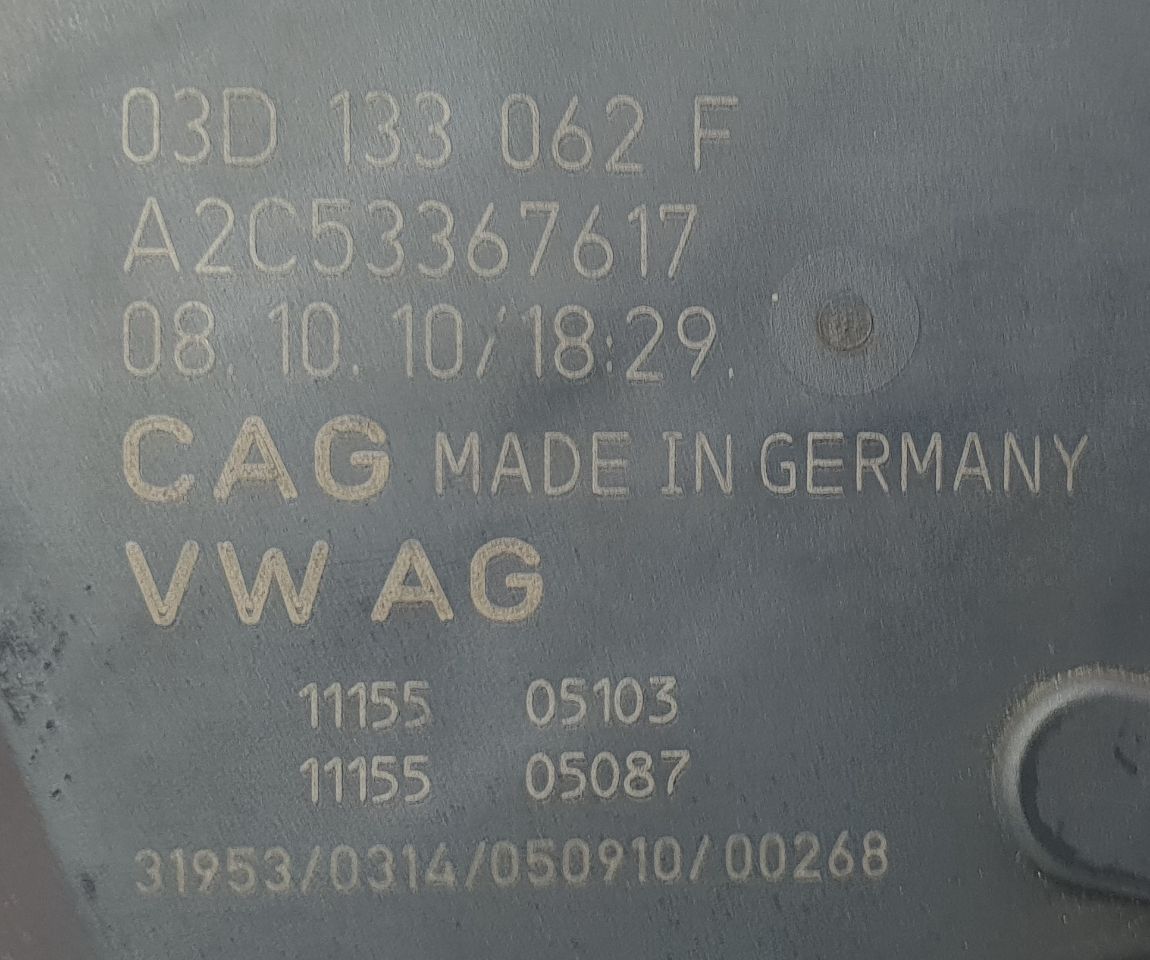 03D 133 062 F
A2C53367617
08. 10. 10/18:29.
CAG MADE IN GERMANY
VW AG
11155 05103
11155 05087
31953/0314/050910/00268